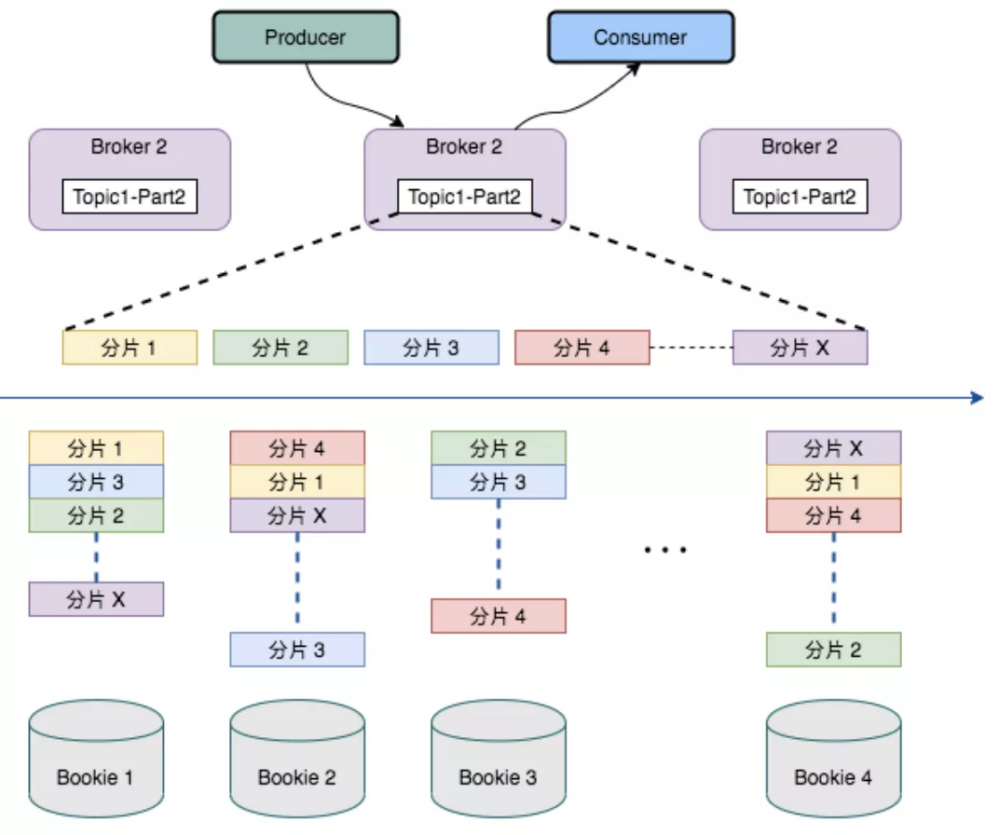 Producer
Consumer
Broker 2
Broker 2
Broker 2
Topic1-Part2
Topic1-Part2
Topic1-Part2
分片 1
分片 2
分片 3
分片 4
分片 X
分片 1
分片 3
分片 2
分片 X
分片 4
分片 1
分片 X
分片 3
分片 2
分片 3
分片 4
...
分片 X
分片 1
分片 4
分片 2
Bookie 1
Bookie 2
Bookie 3
Bookie 4